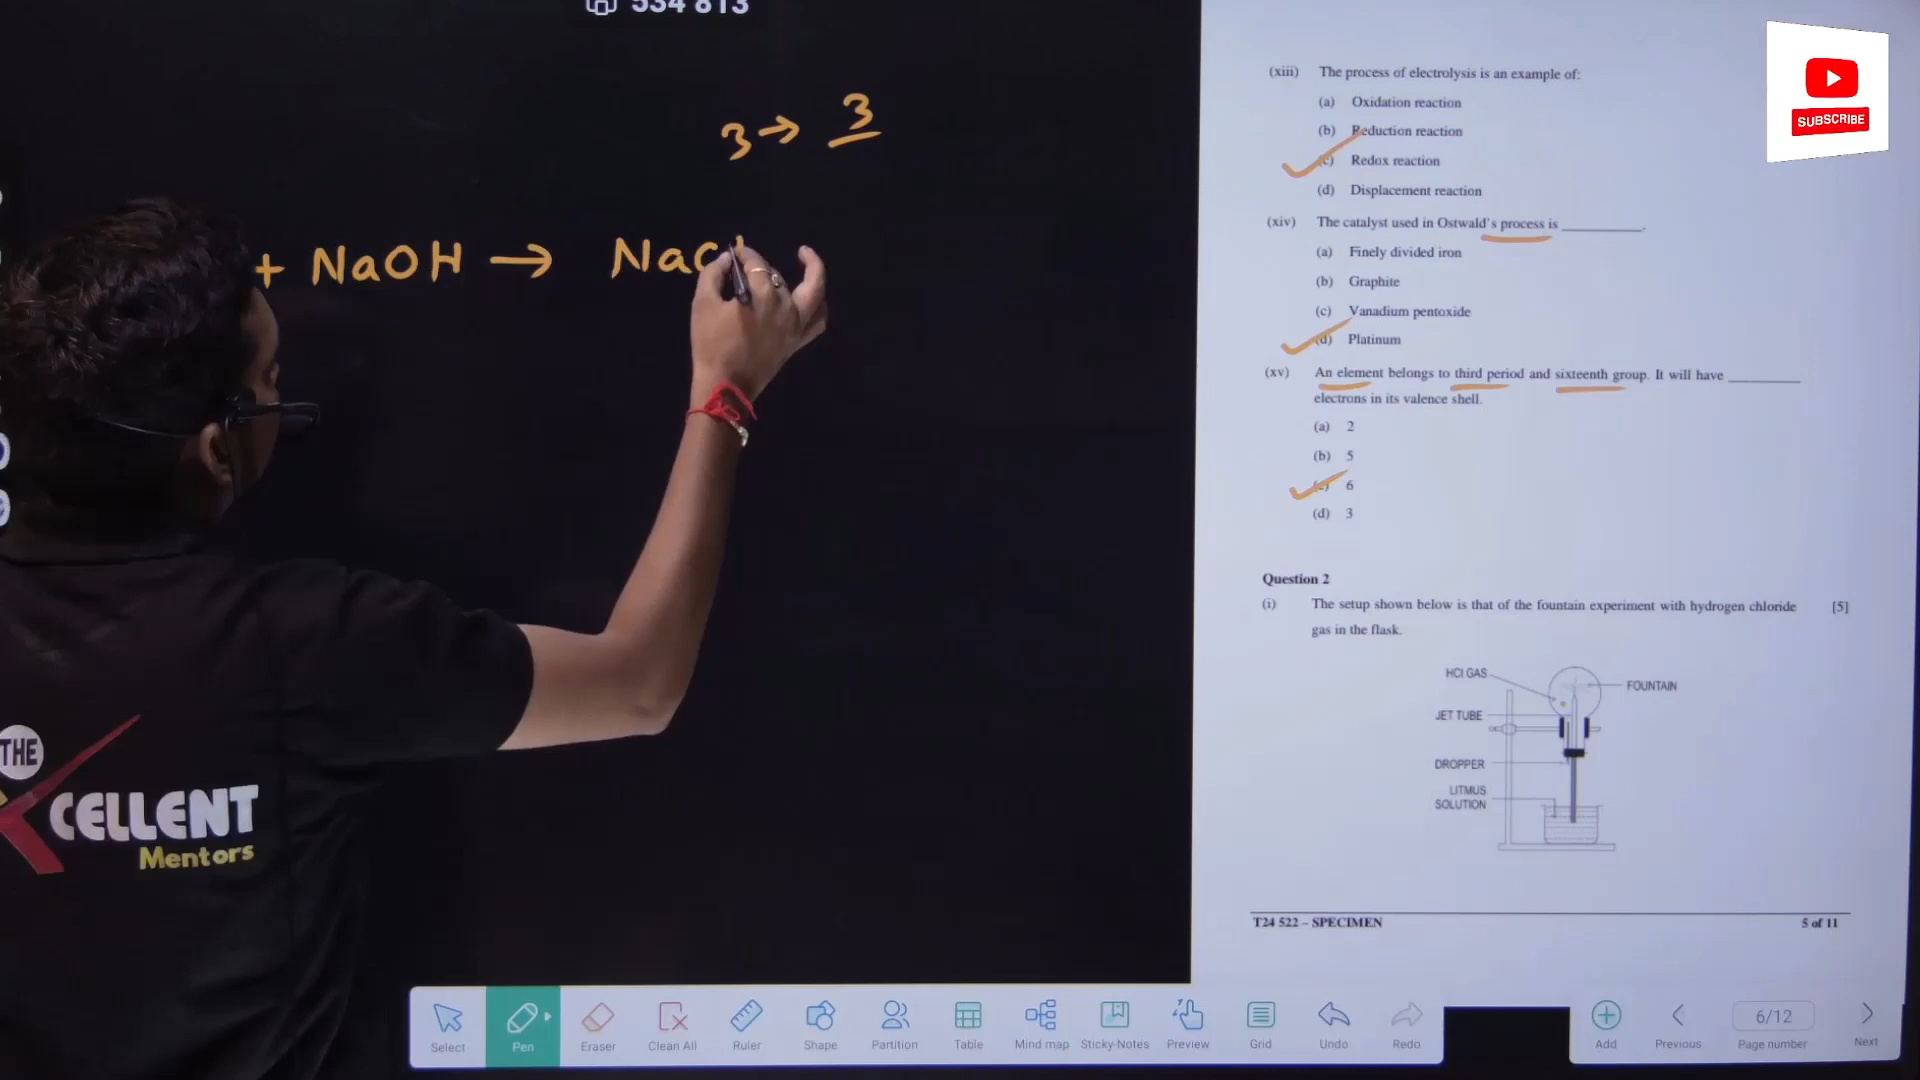 534 813
3 → 3
+ NaOH → NaCl
THE
XCELLENT
Mentors
SUBSCRIBE
(xiii) The process of electrolysis is an example of:
(a) Oxidation reaction
(b) Reduction reaction
(c) Redox reaction
(d) Displacement reaction
(xiv) The catalyst used in Ostwald's process is __________.
(a) Finely divided iron
(b) Graphite
(c) Vanadium pentoxide
(d) Platinum
(xv) An element belongs to third period and sixteenth group. It will have _________
electrons in its valence shell.
(a) 2
(b) 5
(c) 6
(d) 3
Question 2
(i) The setup shown below is that of the fountain experiment with hydrogen chloride [5]
gas in the flask.
HCl GAS
FOUNTAIN
JET TUBE
DROPPER
LITMUS
SOLUTION
T24 522 – SPECIMEN 5 of 11
Select Pen Eraser Clean All Ruler Shape Partition Table Mind map Sticky-Notes Preview Grid Undo Redo
6/12
Add Previous Page number Next